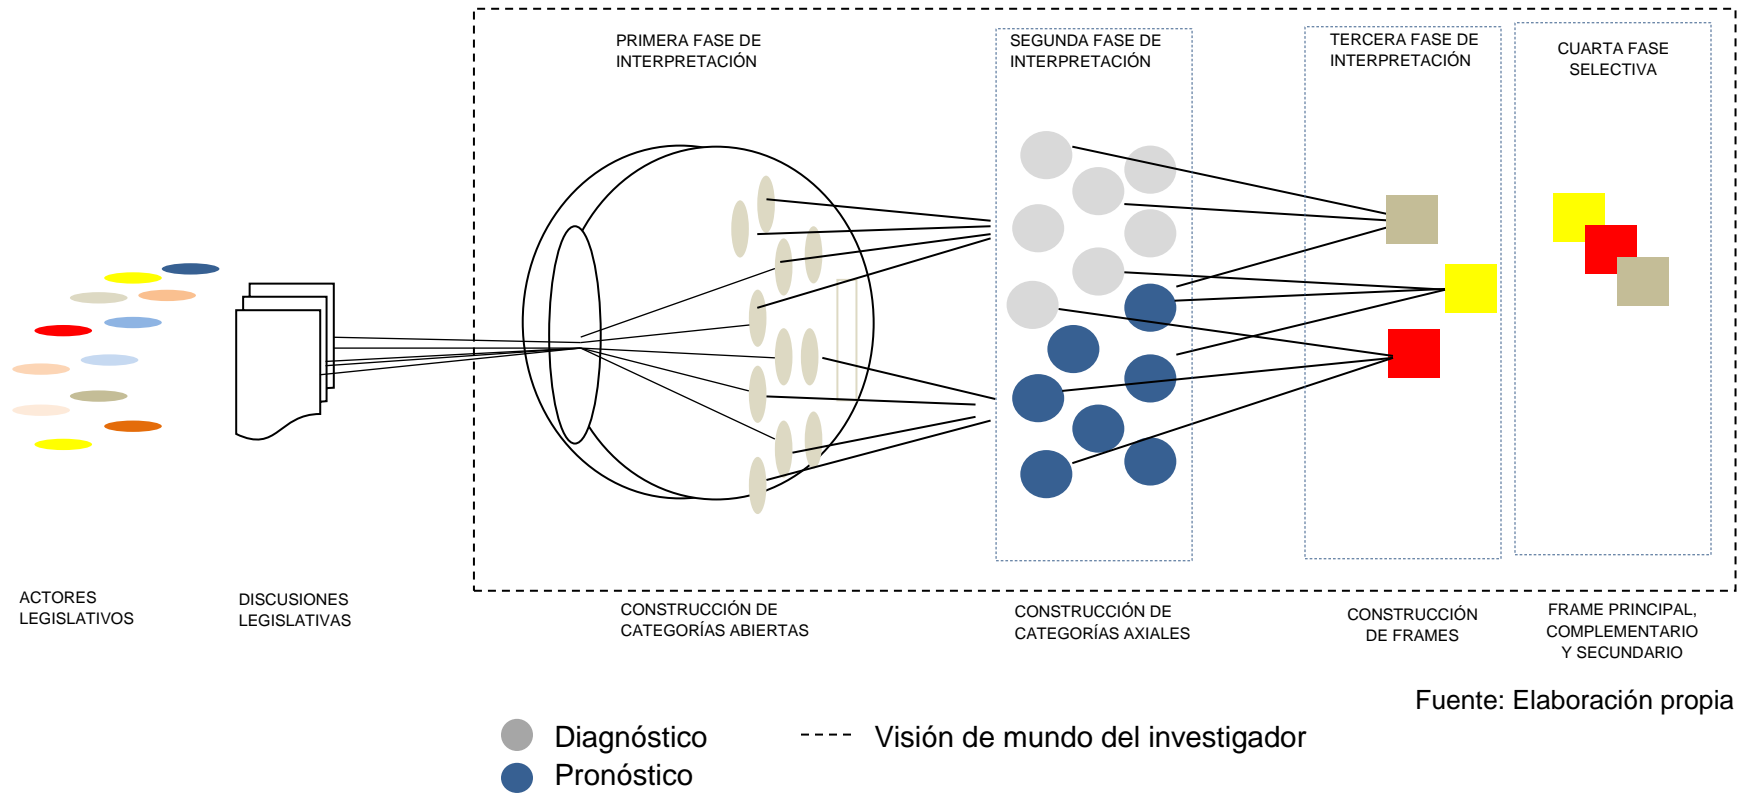 PRIMERA FASE DE
INTERPRETACIÓN
SEGUNDA FASE DE
INTERPRETACIÓN
TERCERA FASE DE
INTERPRETACIÓN
CUARTA FASE
SELECTIVA
ACTORES
LEGISLATIVOS
DISCUSIONES
LEGISLATIVAS
CONSTRUCCIÓN DE
CATEGORÍAS ABIERTAS
CONSTRUCCIÓN DE
CATEGORÍAS AXIALES
CONSTRUCCIÓN
DE FRAMES
FRAME PRINCIPAL,
COMPLEMENTARIO
Y SECUNDARIO
Fuente: Elaboración propia
Diagnóstico
Visión de mundo del investigador
Pronóstico